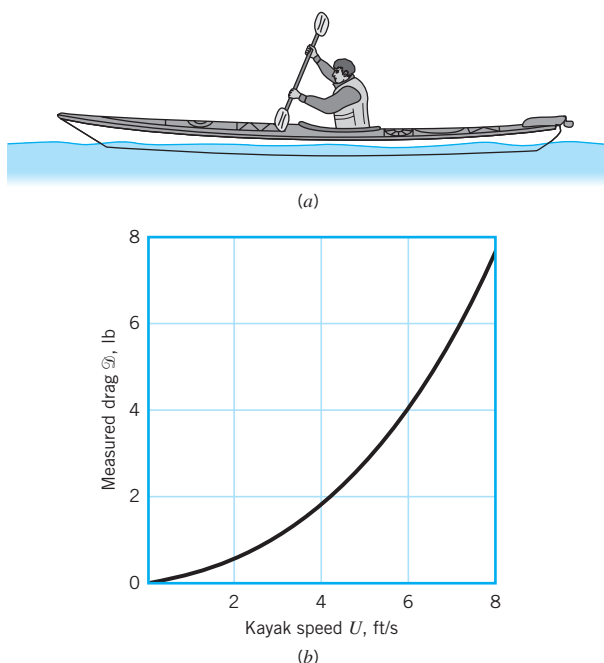 (a)
8
6
4
2
0
Measured drag 𝒟, lb
2 4 6 8
Kayak speed U, ft/s
(b)